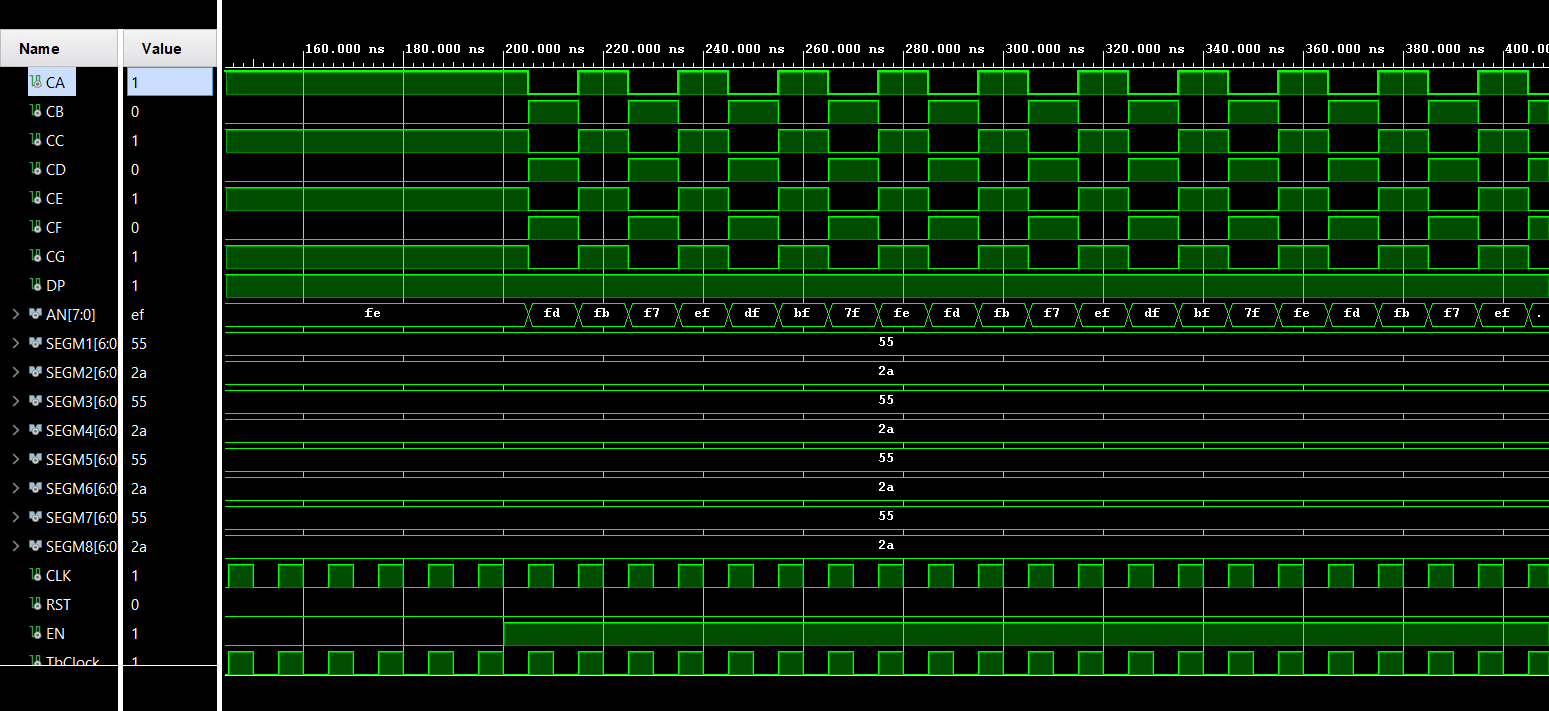 Name Value
160.000 ns 180.000 ns 200.000 ns 220.000 ns 240.000 ns 260.000 ns 280.000 ns 300.000 ns 320.000 ns 340.000 ns 360.000 ns 380.000 ns 400.0
CA 1
CB 0
CC 1
CD 0
CE 1
CF 0
CG 1
DP 1
AN[7:0] ef fe fd fb f7 ef df bf 7f fe fd fb f7 ef df bf 7f fe fd fb f7 ef .
SEGM1[6:0 55 55
SEGM2[6:0 2a 2a
SEGM3[6:0 55 55
SEGM4[6:0 2a 2a
SEGM5[6:0 55 55
SEGM6[6:0 2a 2a
SEGM7[6:0 55 55
SEGM8[6:0 2a 2a
CLK 1
RST 0
EN 1
TbClock 1